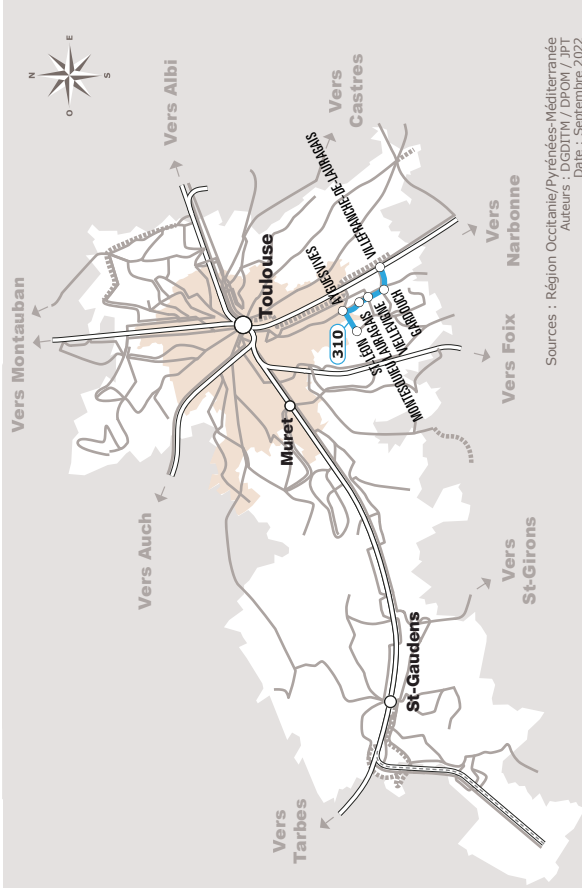 N
E
S
O
Vers Montauban
Vers Albi
Vers
Castres
Vers Auch
Toulouse
Muret
310
AYGUESVIVES
VILLEFRANCHE-DE-LAURAGAIS
ST-LÉON
MONTESQUIEU-LAURAGAIS
VIEILLEVIGNE
GARDOUCH
Vers
Narbonne
Vers Foix
Vers
St-Girons
St-Gaudens
Vers
Tarbes
Sources : Région Occitanie/Pyrénées-Méditerranée
Auteurs : DGDITM / DPOM / JPT
Date : Septembre 2022